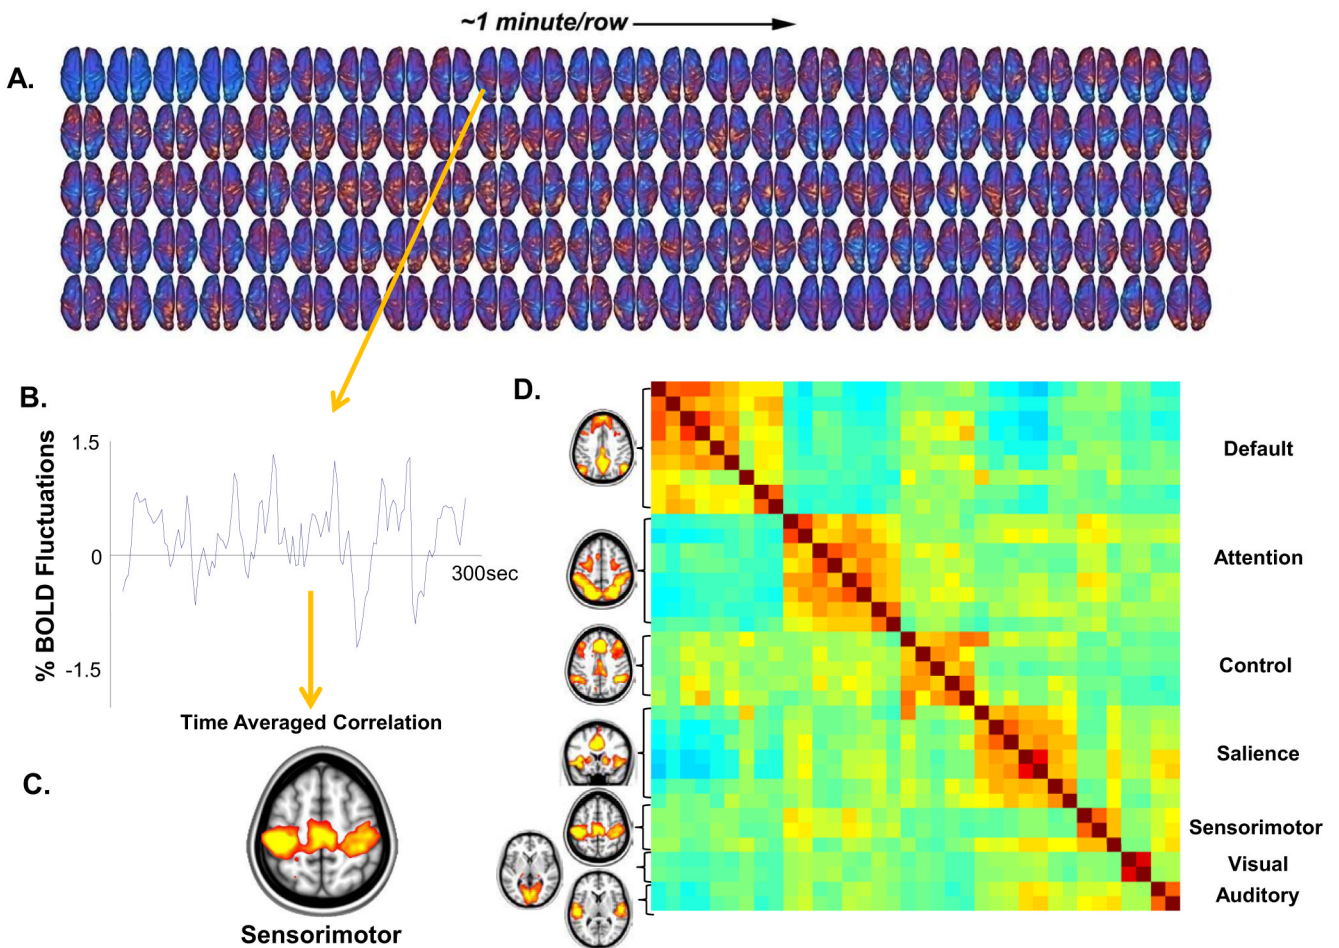 ~1 minute/row
A.
B.
% BOLD Fluctuations
1.5
0
-1.5
300sec
Time Averaged Correlation
C.
Sensorimotor
D.
Default
Attention
Control
Salience
Sensorimotor
Visual
Auditory